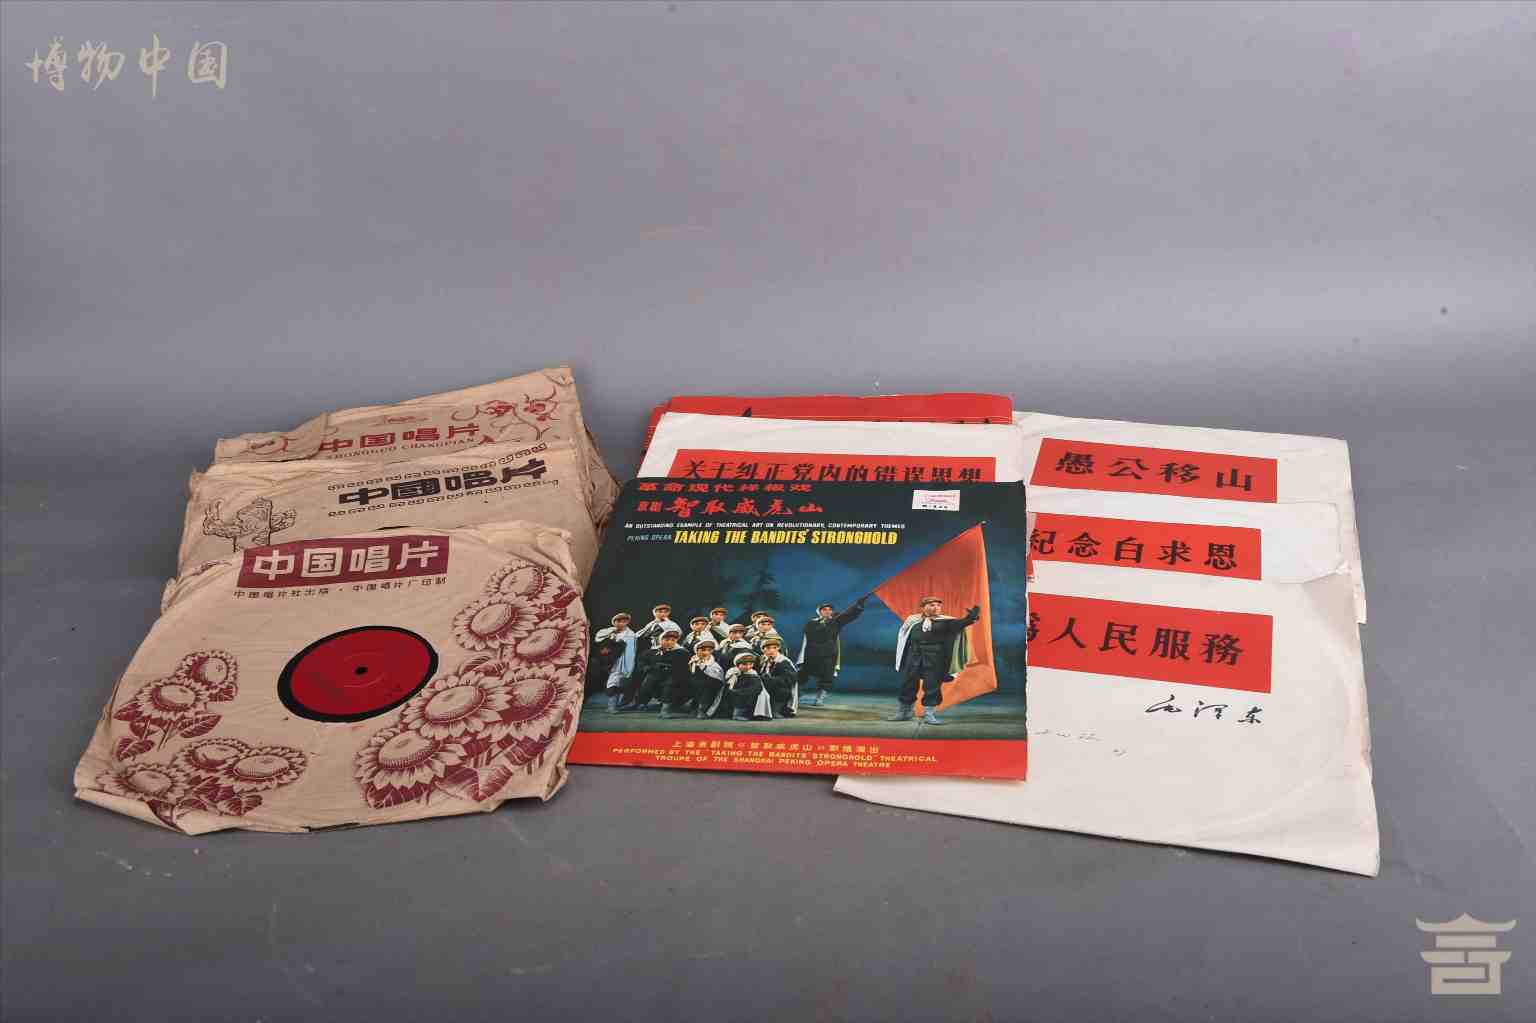 博物中国
中国唱片
ZHONGGUO CHANGPIAN
中國唱片
中国唱片
中国唱片社出版·中国唱片厂印制
关于纠正党内的错误思想
革命现代样板戏
京剧 智取威虎山
AN OUTSTANDING EXAMPLE OF THEATRICAL ART ON REVOLUTIONARY, CONTEMPORARY THEMES
PEKING OPERA TAKING THE BANDITS' STRONGHOLD
上海京剧院《智取威虎山》剧组演出
PERFORMED BY THE "TAKING THE BANDITS' STRONGHOLD" THEATRICAL
TROUPE OF THE SHANGHAI PEKING OPERA THEATRE
愚公移山
紀念白求恩
為人民服務
毛泽东